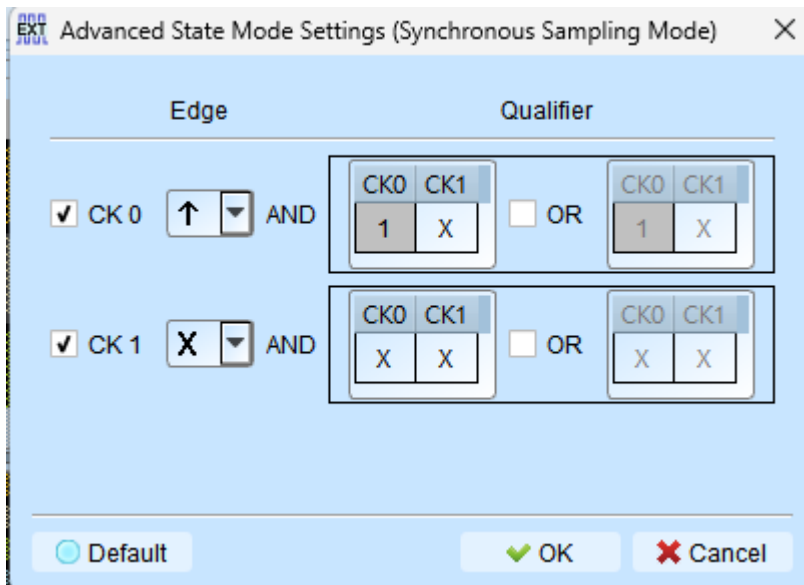 EXT Advanced State Mode Settings (Synchronous Sampling Mode)
Edge Qualifier
CK0 CK1 CK0 CK1
CK 0 ↑ AND 1 X OR 1 X
CK0 CK1 CK0 CK1
CK 1 X AND X X OR X X
Default OK Cancel